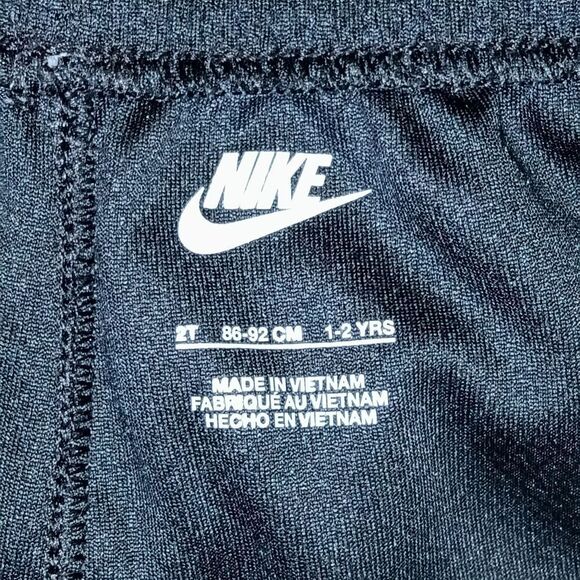 NIKE
2T 86-92 CM 1-2 YRS
MADE IN VIETNAM
FABRIQUÉ AU VIETNAM
HECHO EN VIETNAM